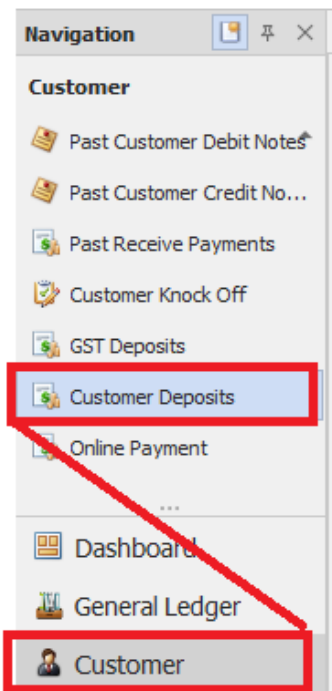 Navigation
Customer
Past Customer Debit Notes
Past Customer Credit No...
Past Receive Payments
Customer Knock Off
GST Deposits
Customer Deposits
Online Payment
...
Dashboard
General Ledger
Customer